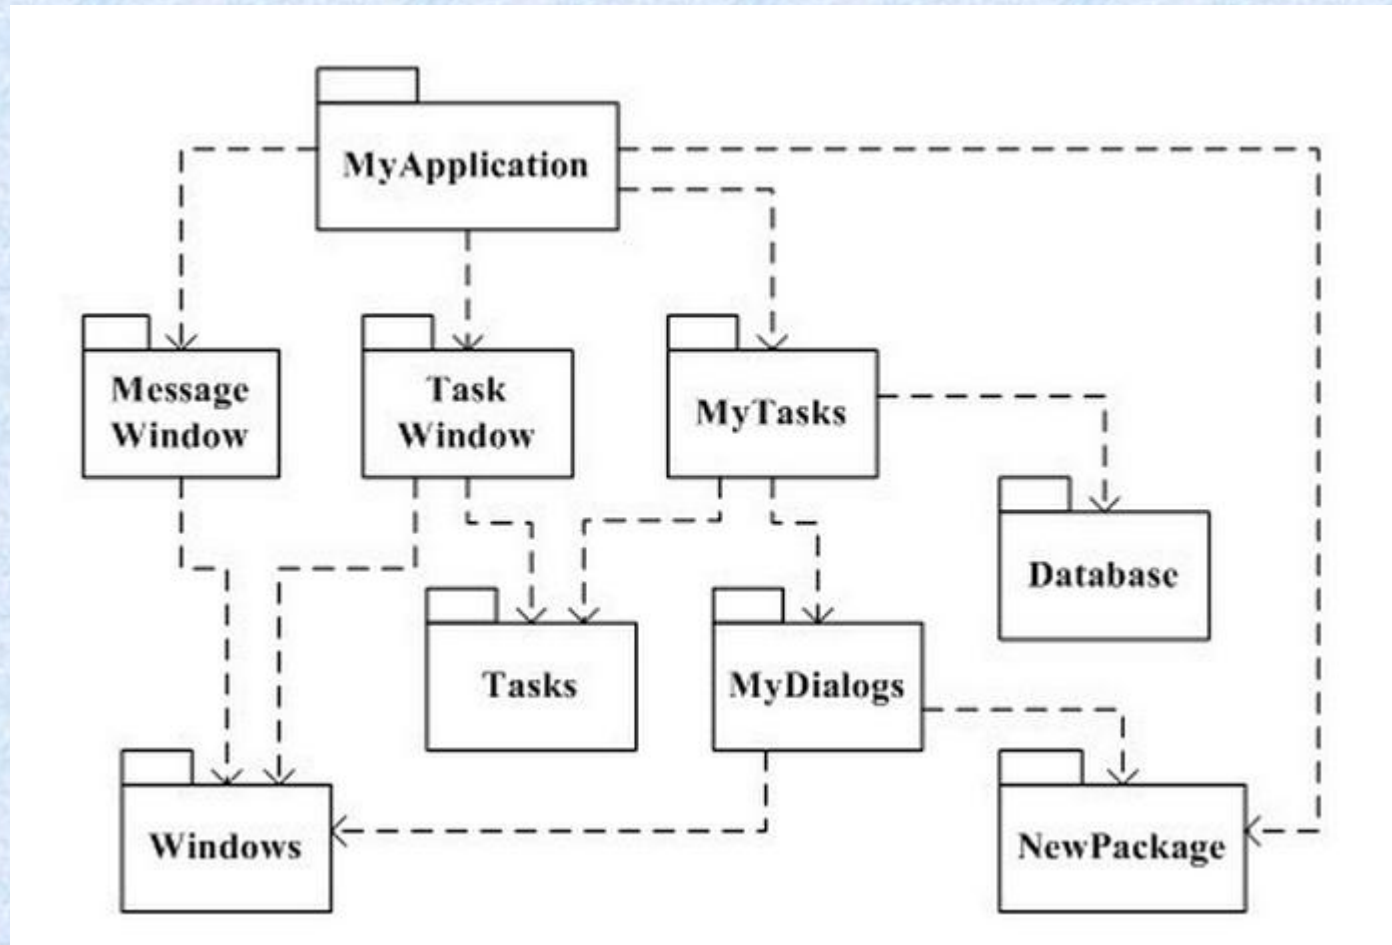 MyApplication
Message
Window
Task
Window
MyTasks
Database
Tasks
MyDialogs
Windows
NewPackage